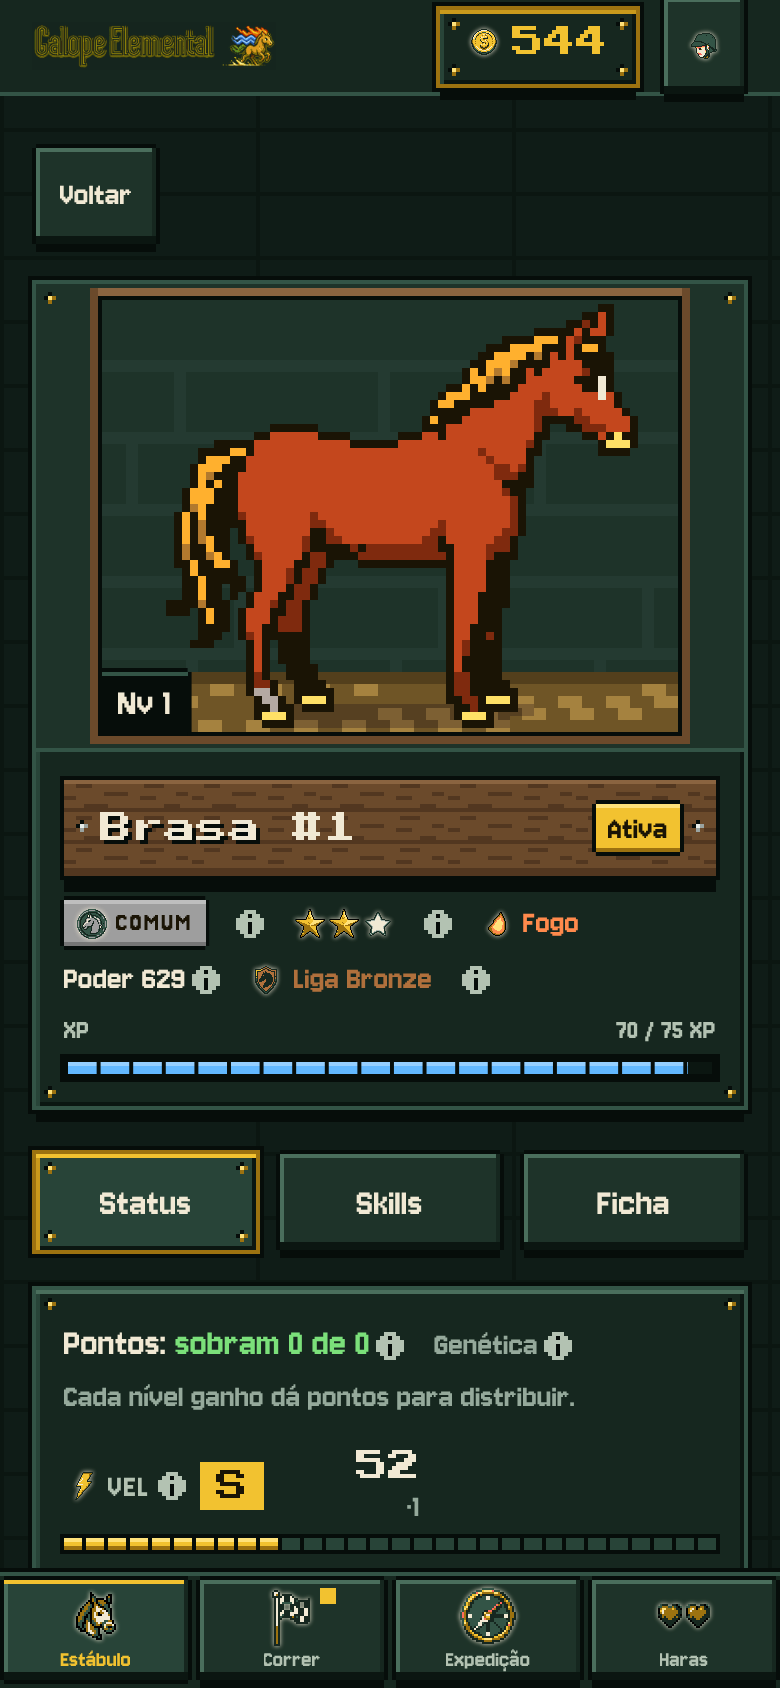 Galope Elemental
544
Voltar
Nv 1
Brasa #1
Ativa
COMUM
Fogo
Poder 629
Liga Bronze
XP
70 / 75 XP
Status
Skills
Ficha
Pontos: sobram 0 de 0
Genética
Cada nível ganho dá pontos para distribuir.
VEL
S
52
·1
Estábulo
Correr
Expedição
Haras